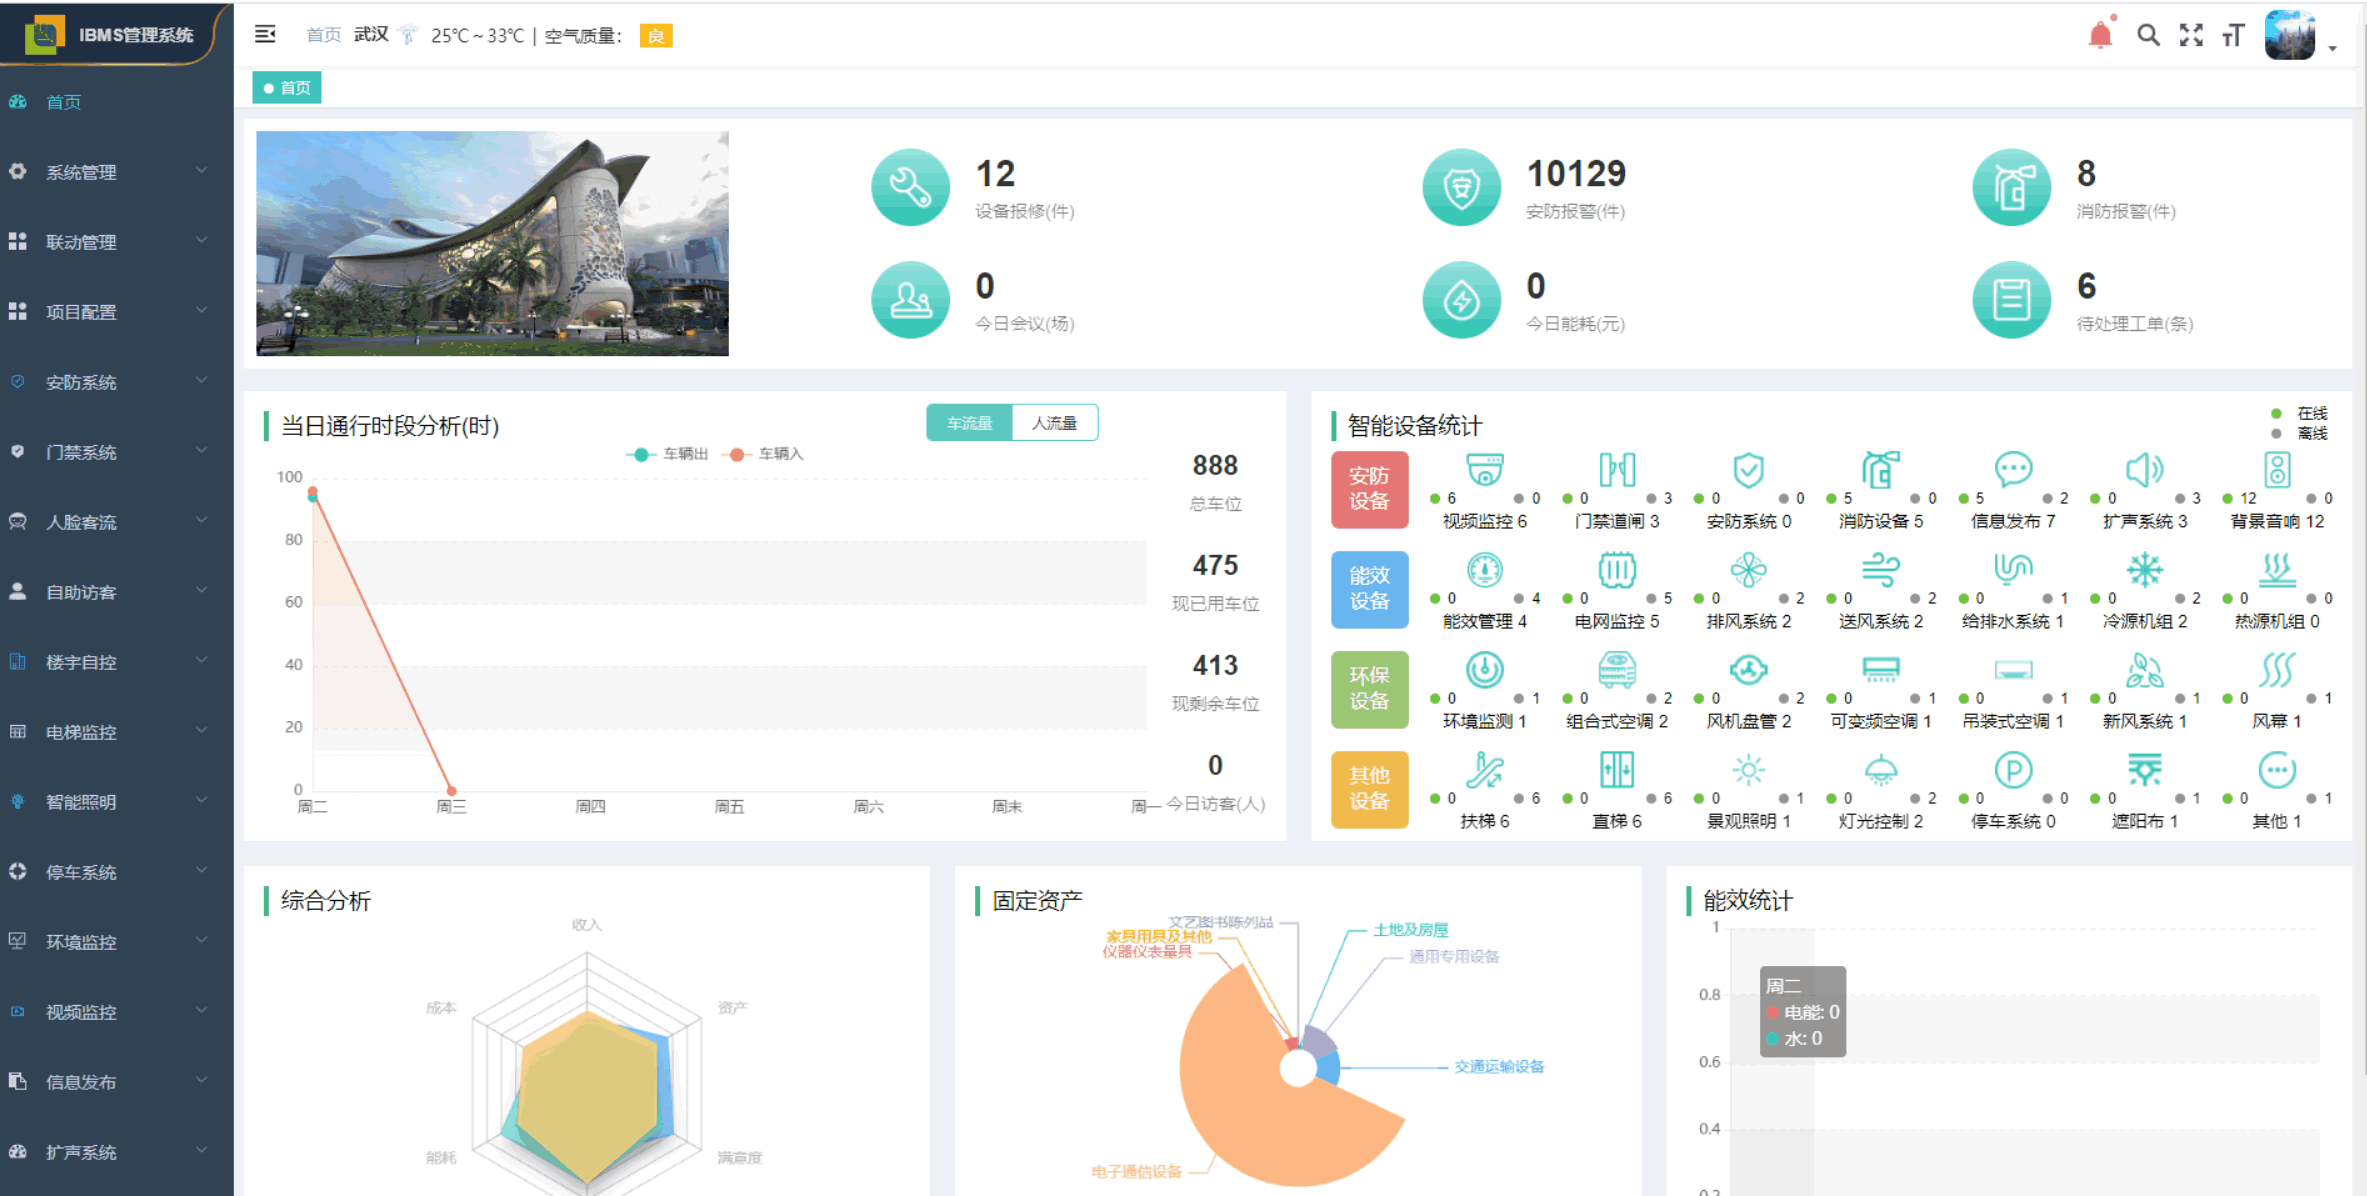 IBMS管理系统
首页 武汉 25℃ ~ 33℃ | 空气质量： 良
首页
首页
系统管理
联动管理
项目配置
安防系统
门禁系统
人脸客流
自助访客
楼宇自控
电梯监控
智能照明
停车系统
环境监控
视频监控
信息发布
扩声系统
12
设备报修(件)
10129
安防报警(件)
8
消防报警(件)
0
今日会议(场)
0
今日能耗(元)
6
待处理工单(条)
当日通行时段分析(时)
车流量 人流量
车辆出 车辆入
100
80
60
40
20
0
周二 周三 周四 周五 周六 周末 周一
888
总车位
475
现已用车位
413
现剩余车位
0
今日访客(人)
智能设备统计
在线
离线
安防
设备
6 0 0 3 0 0 5 0 5 2 0 3 12 0
视频监控 6 门禁道闸 3 安防系统 0 消防设备 5 信息发布 7 扩声系统 3 背景音响 12
能效
设备
0 4 0 5 0 2 0 2 0 1 0 2 0 0
能效管理 4 电网监控 5 排风系统 2 送风系统 2 给排水系统 1 冷源机组 2 热源机组 0
环保
设备
0 1 0 2 0 2 0 1 0 1 0 1 0 1
环境监测 1 组合式空调 2 风机盘管 2 可变频空调 1 吊装式空调 1 新风系统 1 风幕 1
其他
设备
0 6 0 6 0 1 0 2 0 0 0 1 0 1
扶梯 6 直梯 6 景观照明 1 灯光控制 2 停车系统 0 遮阳布 1 其他 1
综合分析
收入
成本 资产
能耗 满意度
固定资产
文艺图书陈列品
家具用具及其他
仪器仪表量具
土地及房屋
通用专用设备
交通运输设备
电子通信设备
能效统计
1
0.8
0.6
0.4
0.2
周二
电能: 0
水: 0